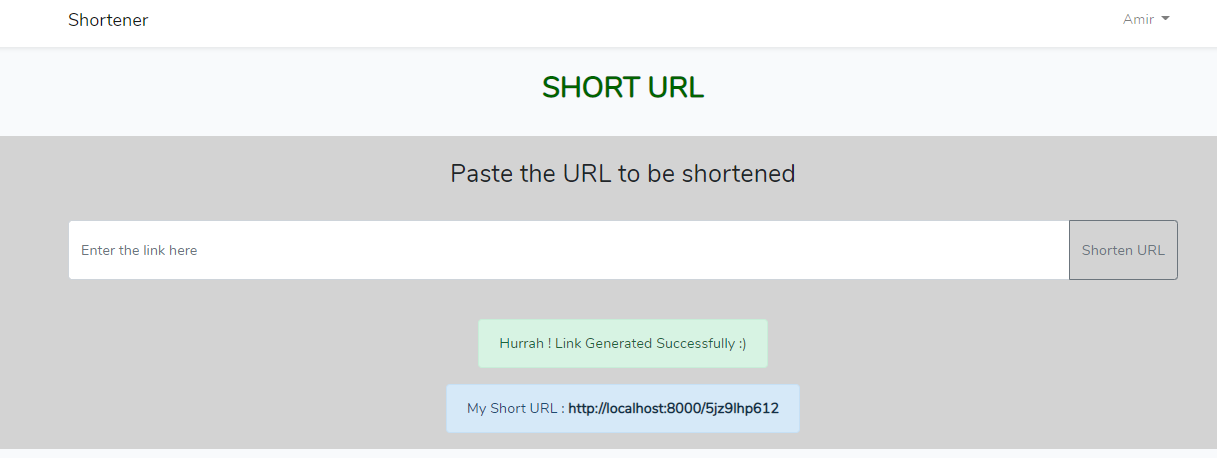 Shortener
Amir
SHORT URL
Paste the URL to be shortened
Enter the link here
Shorten URL
Hurrah ! Link Generated Successfully :)
My Short URL : http://localhost:8000/5jz9lhp612